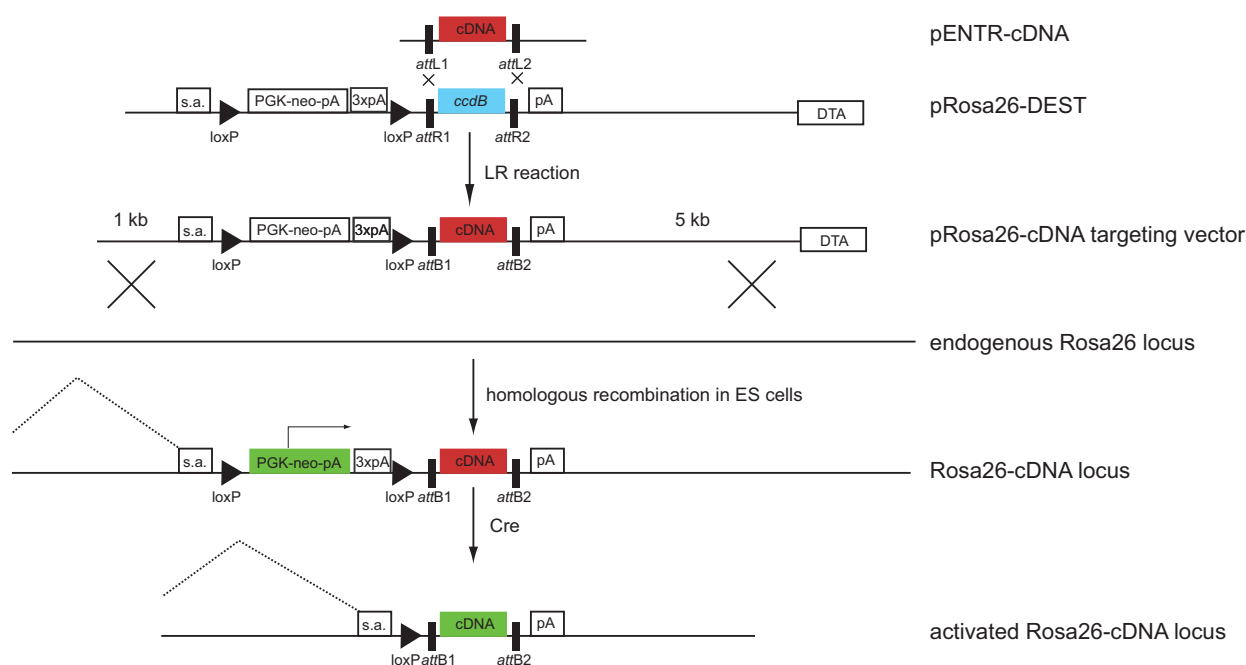 cDNA
pENTR-cDNA
attL1 attL2
s.a. PGK-neo-pA 3xpA ccdB pA
pRosa26-DEST
DTA
loxP loxP attR1 attR2
LR reaction
1 kb 5 kb
s.a. PGK-neo-pA 3xpA cDNA pA
pRosa26-cDNA targeting vector
DTA
loxP loxP attB1 attB2
endogenous Rosa26 locus
homologous recombination in ES cells
s.a. PGK-neo-pA 3xpA cDNA pA
Rosa26-cDNA locus
loxP loxP attB1 attB2
Cre
s.a. cDNA pA
activated Rosa26-cDNA locus
loxP attB1 attB2